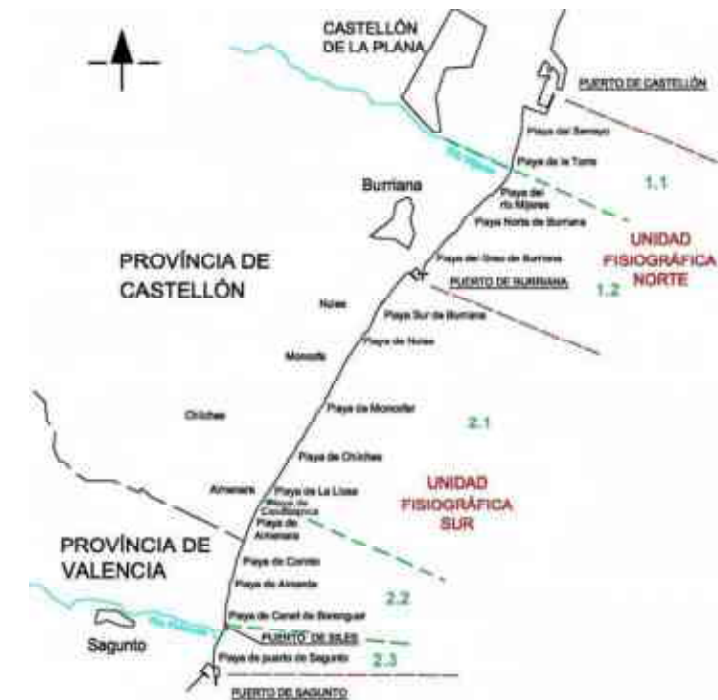 CASTELLÓN
DE LA PLANA
PUERTO DE CASTELLÓN
Playa del Serrayo
Playa de la Torre
1.1
Burriana
Playa del
río Mijares
Playa Norte de Burriana
UNIDAD
FISIOGRÁFICA
NORTE
PROVÍNCIA DE
CASTELLÓN
Playa del Grao de Burriana
PUERTO DE BURRIANA
1.2
Nules
Playa Sur de Burriana
Playa de Nules
Moncofa
Playa de Moncofar
Chilches
2.1
Playa de Chilches
Almenara
Playa de La Llosa
UNIDAD
FISIOGRÁFICA
SUR
Playa de
Playa de
Almenara
PROVÍNCIA DE
VALENCIA
Playa de Corinto
Playa de Almarda
2.2
Playa de Canet de Berenguer
Sagunto
PUERTO DE SILES
Playa de puerto de Sagunto
2.3
PUERTO DE SAGUNTO